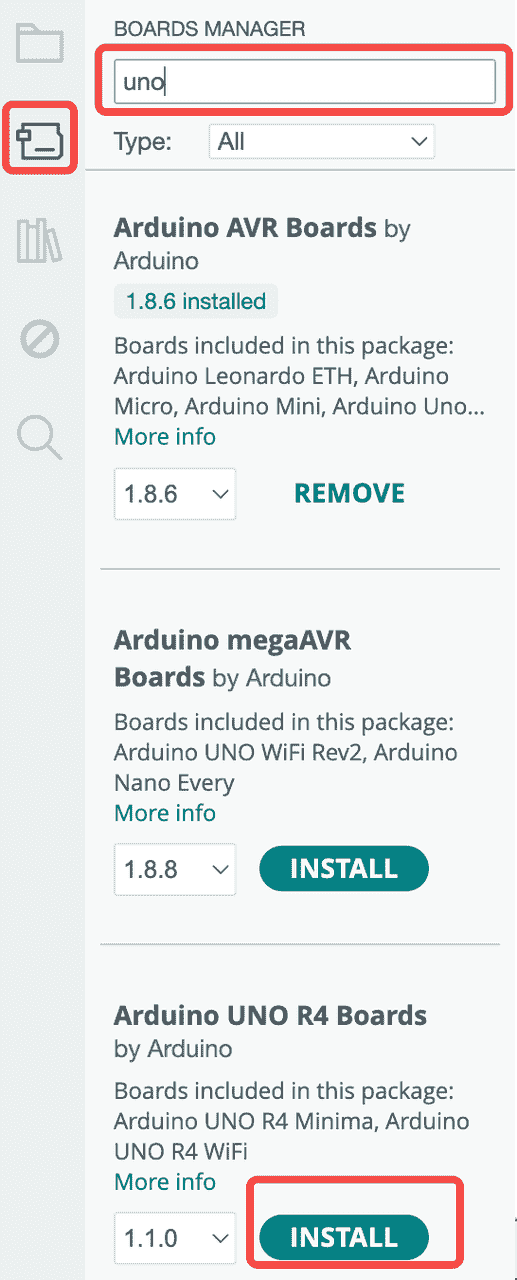 BOARDS MANAGER
uno
Type: All
Arduino AVR Boards by
Arduino
1.8.6 installed
Boards included in this package:
Arduino Leonardo ETH, Arduino
Micro, Arduino Mini, Arduino Uno...
More info
1.8.6 REMOVE
Arduino megaAVR
Boards by Arduino
Boards included in this package:
Arduino UNO WiFi Rev2, Arduino
Nano Every
More info
1.8.8 INSTALL
Arduino UNO R4 Boards
by Arduino
Boards included in this package:
Arduino UNO R4 Minima, Arduino
UNO R4 WiFi
More info
1.1.0 INSTALL